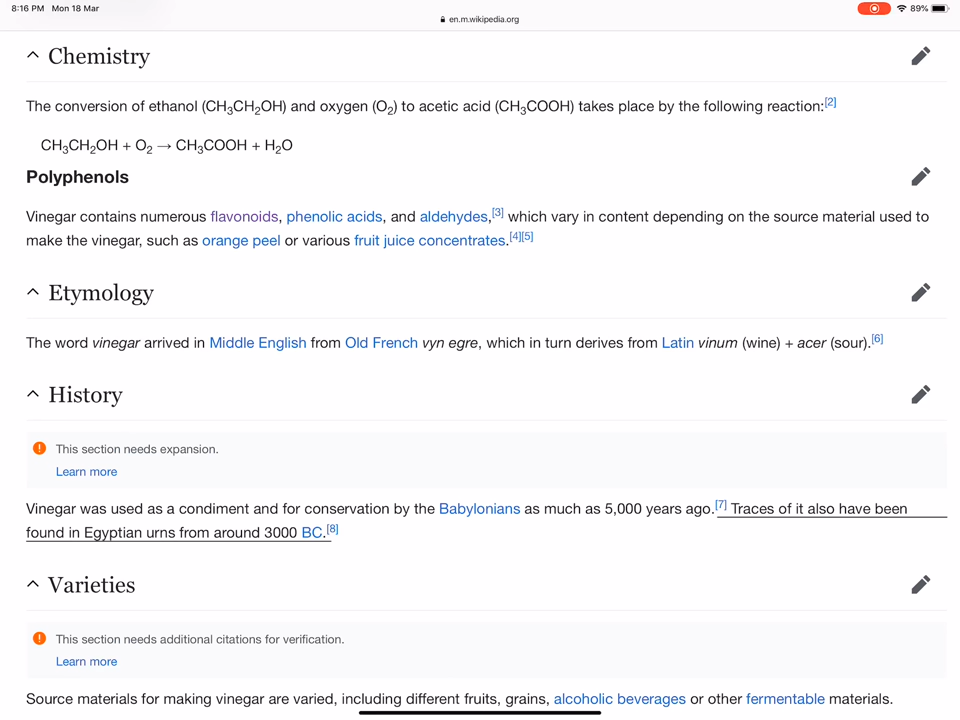 8:16 PM Mon 18 Mar
89%
en.m.wikipedia.org
Chemistry
The conversion of ethanol (CH₃CH₂OH) and oxygen (O₂) to acetic acid (CH₃COOH) takes place by the following reaction:[2]
CH₃CH₂OH + O₂ → CH₃COOH + H₂O
Polyphenols
Vinegar contains numerous flavonoids, phenolic acids, and aldehydes,[3] which vary in content depending on the source material used to
make the vinegar, such as orange peel or various fruit juice concentrates.[4][5]
Etymology
The word vinegar arrived in Middle English from Old French vyn egre, which in turn derives from Latin vinum (wine) + acer (sour).[6]
History
This section needs expansion.
Learn more
Vinegar was used as a condiment and for conservation by the Babylonians as much as 5,000 years ago.[7] Traces of it also have been
found in Egyptian urns from around 3000 BC.[8]
Varieties
This section needs additional citations for verification.
Learn more
Source materials for making vinegar are varied, including different fruits, grains, alcoholic beverages or other fermentable materials.